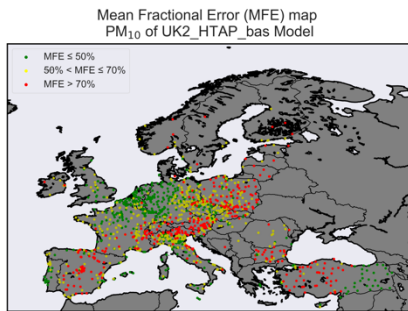 Mean Fractional Error (MFE) map
PM₁₀ of UK2_HTAP_bas Model
MFE ≤ 50%
50% < MFE ≤ 70%
MFE > 70%